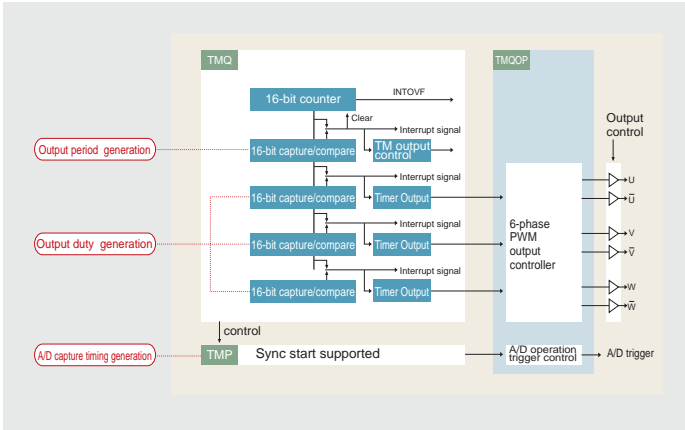 TMQ
TMQOP
16-bit counter
INTOVF
Clear
Output
control
Interrupt signal
Output period generation
16-bit capture/compare
TM output
control
Interrupt signal
16-bit capture/compare
Timer Output
U
U̅
Interrupt signal
6-phase
PWM
output
controller
Output duty generation
16-bit capture/compare
Timer Output
V
V̅
Interrupt signal
16-bit capture/compare
Timer Output
W
W̅
control
A/D capture timing generation
TMP
Sync start supported
A/D operation
trigger control
A/D trigger